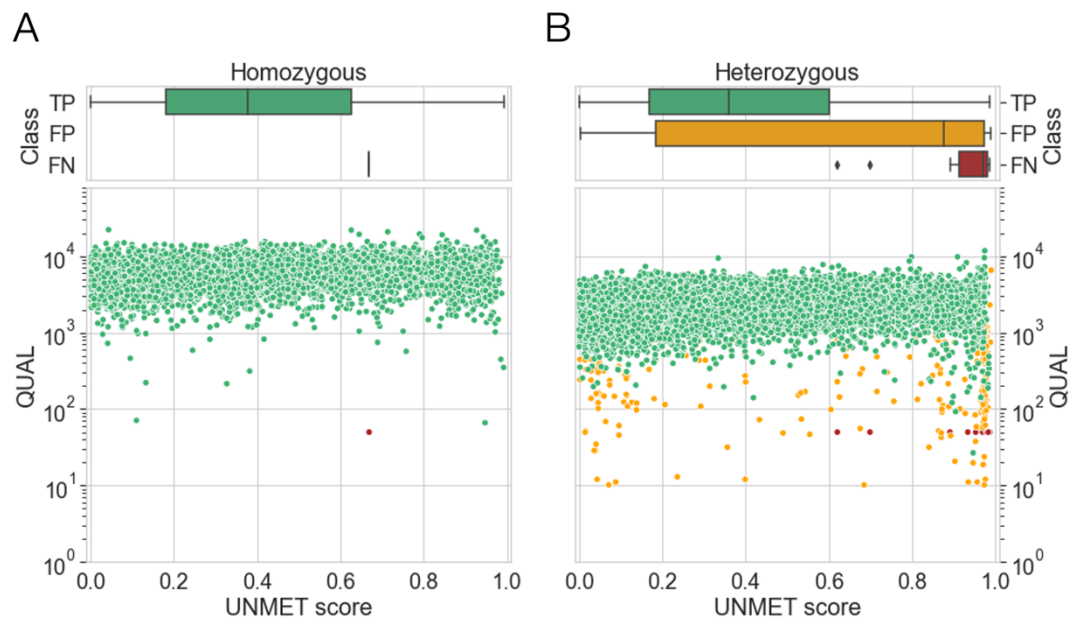 A
B
Homozygous
Heterozygous
Class
TP
FP
FN
TP
FP
FN
Class
QUAL
10^4
10^3
10^2
10^1
10^0
10^4
10^3
10^2
10^1
10^0
QUAL
0.0 0.2 0.4 0.6 0.8 1.0
0.0 0.2 0.4 0.6 0.8 1.0
UNMET score
UNMET score